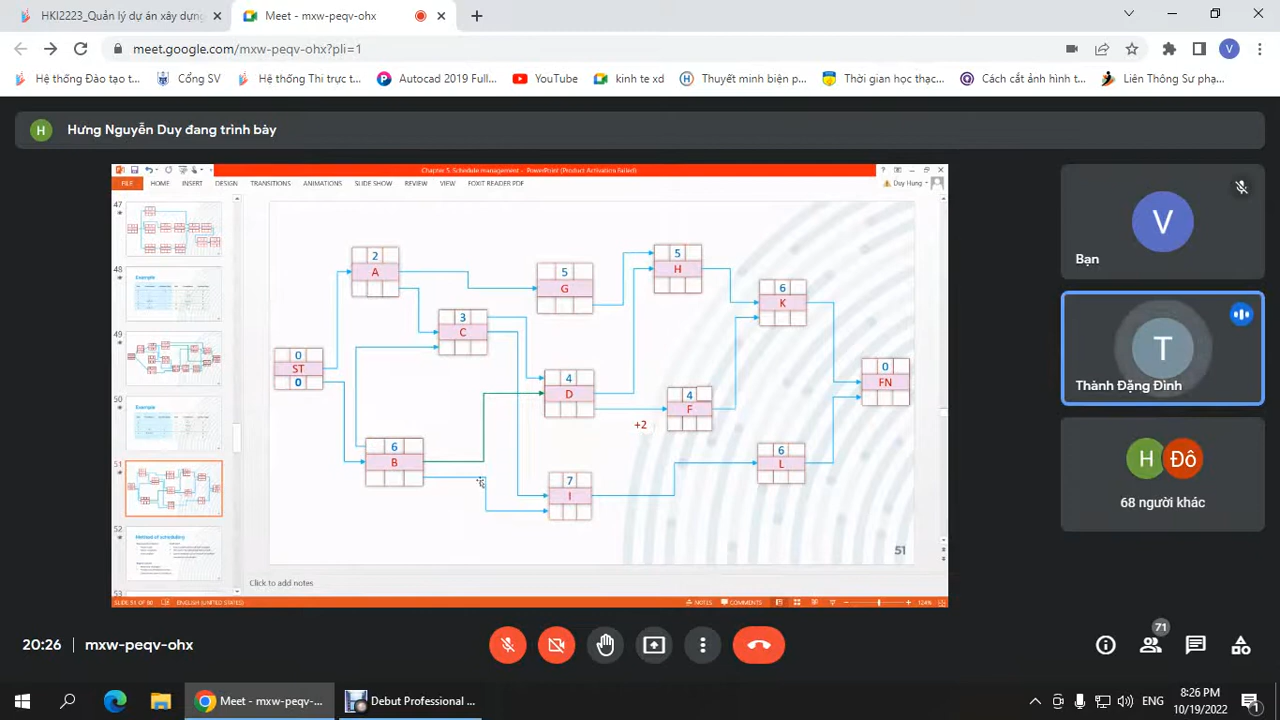 HKI2223_Quản lý dự án xây dựng
Meet - mxw-peqv-ohx
meet.google.com/mxw-peqv-ohx?pli=1
V
Hệ thống Đào tạo t...
Cổng SV
Hệ thống Thi trực t...
Autocad 2019 Full...
YouTube
kinh te xd
Thuyết minh biện p...
Thời gian học thạc...
Cách cắt ảnh hình t...
Liên Thông Sư phạ...
H
Hưng Nguyễn Duy đang trình bày
Chapter 5. Schedule management - PowerPoint (Product Activation Failed)
FILE HOME INSERT DESIGN TRANSITIONS ANIMATIONS SLIDE SHOW REVIEW VIEW FOXIT READER PDF
Duy Hung
47
48
Example
49
50
Example
51
52
Method of scheduling
53
2
A
5
G
5
H
6
K
3
C
0
ST
0
4
D
4
F
+2
0
FN
6
B
7
I
6
L
51
Click to add notes
SLIDE 51 OF 80
ENGLISH (UNITED STATES)
NOTES
COMMENTS
124%
V
Bạn
T
Thành Đặng Đình
H
Đô
68 người khác
20:26
mxw-peqv-ohx
71
Meet - mxw-peqv-...
Debut Professional ...
ENG
8:26 PM
10/19/2022
1